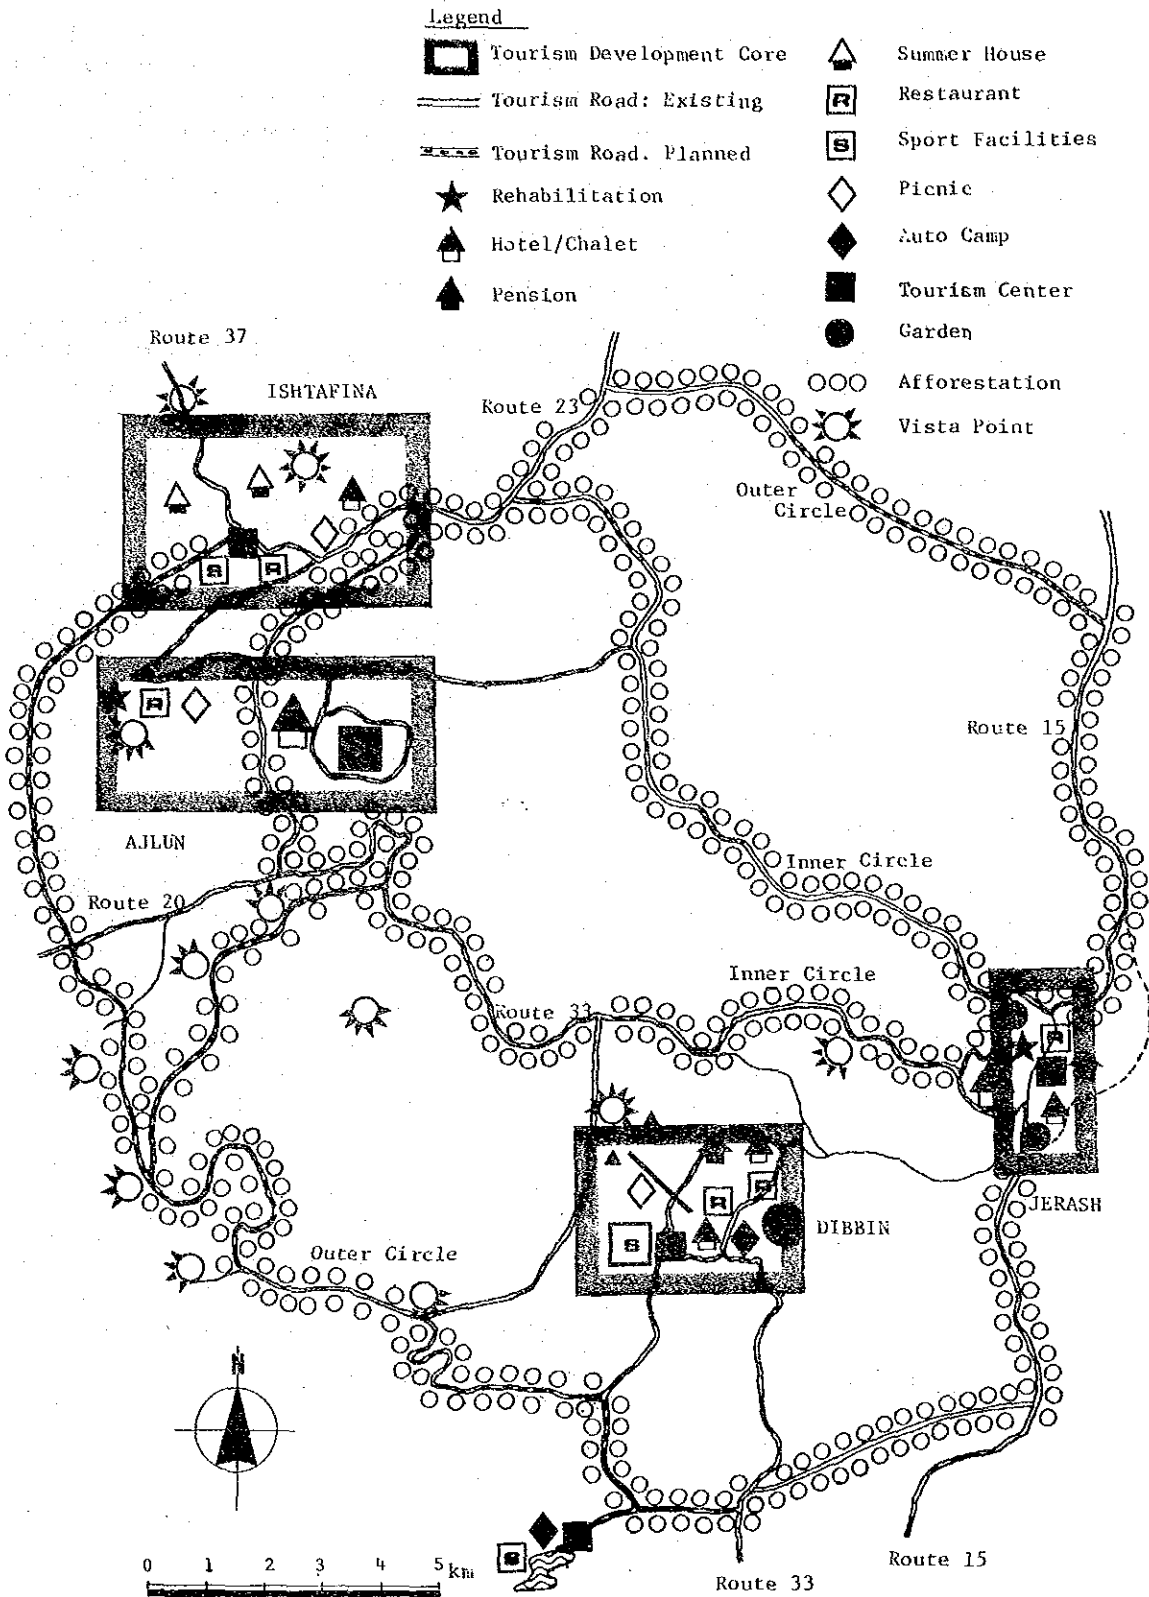 Legend
Tourism Development Core
Tourism Road: Existing
Tourism Road. Planned
Rehabilitation
Hotel/Chalet
Pension
Summer House
R Restaurant
S Sport Facilities
Picnic
Auto Camp
Tourism Center
Garden
Afforestation
Vista Point
Route 37
ISHTAFINA
Route 23
Outer
Circle
S
R
R
Route 15
AJLUN
Inner Circle
Route 20
Inner Circle
Route 33
R
R
R
S
DIBBIN
JERASH
Outer Circle
N
S
0 1 2 3 4 5 km
Route 33
Route 15